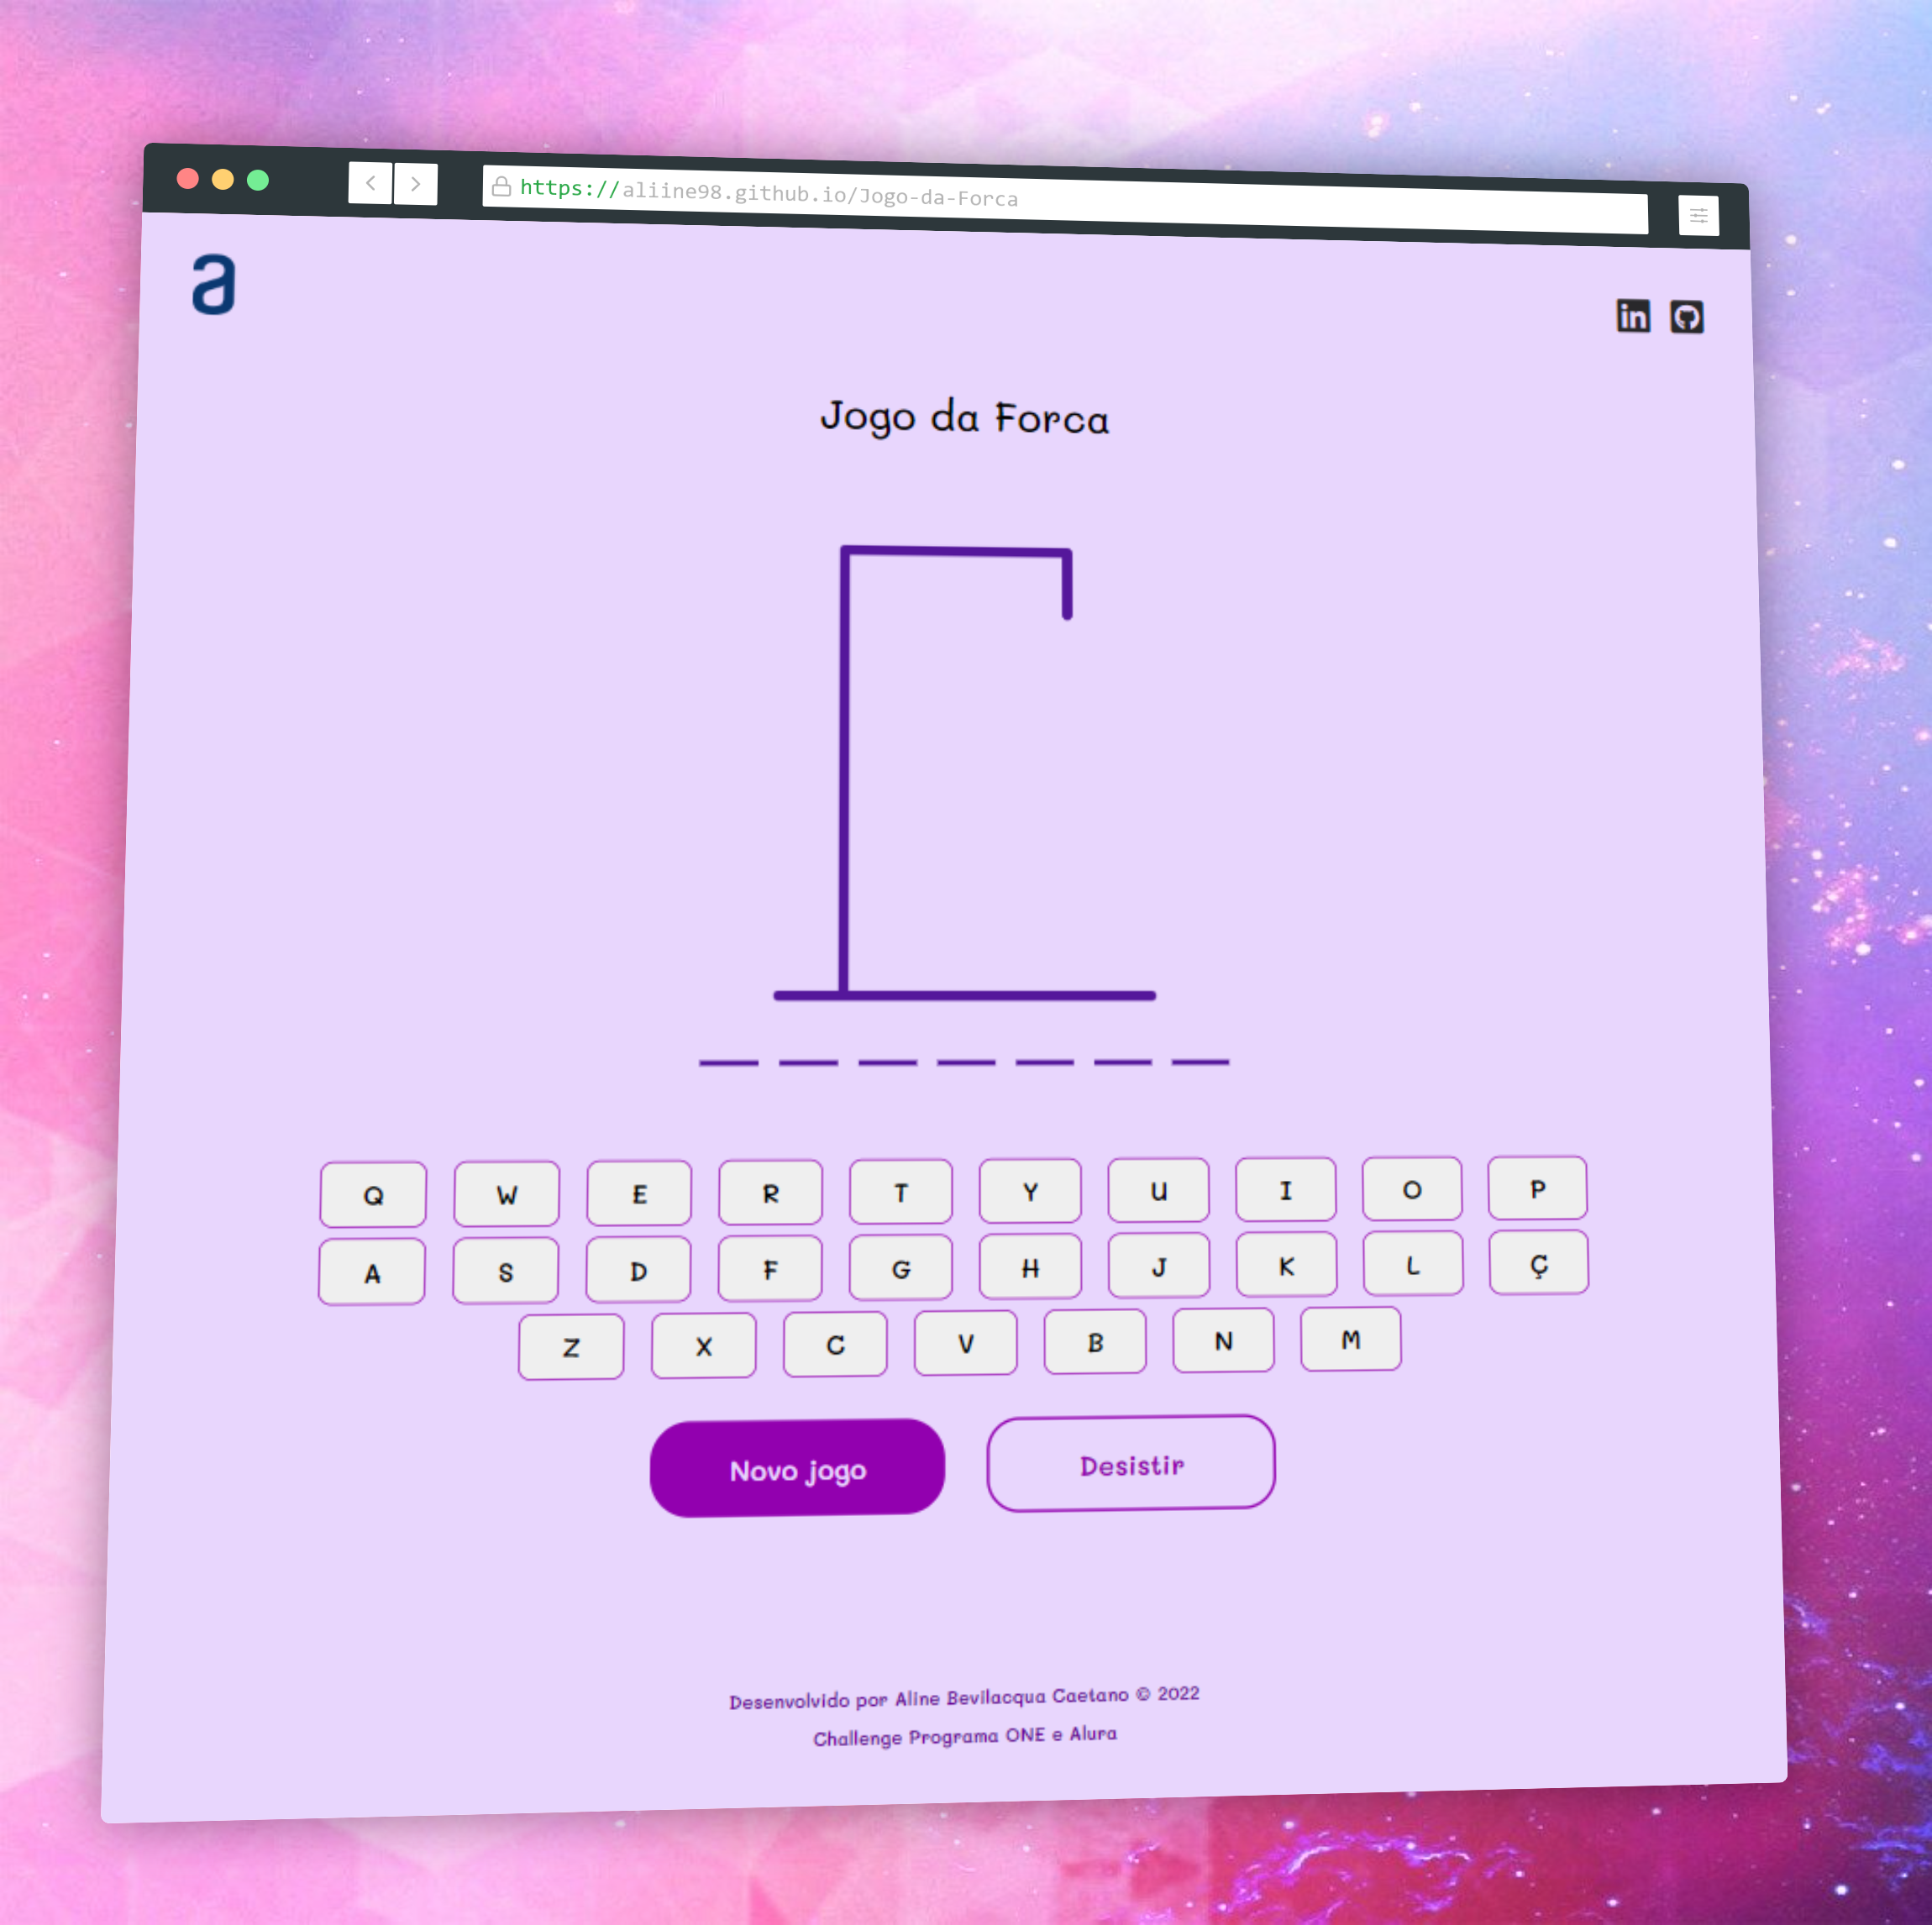 https://aliine98.github.io/Jogo-da-Forca
a
in
Jogo da Forca
Q W E R T Y U I O P
A S D F G H J K L Ç
Z X C V B N M
Novo jogo Desistir
Desenvolvido por Aline Bevilacqua Caetano © 2022
Challenge Programa ONE e Alura